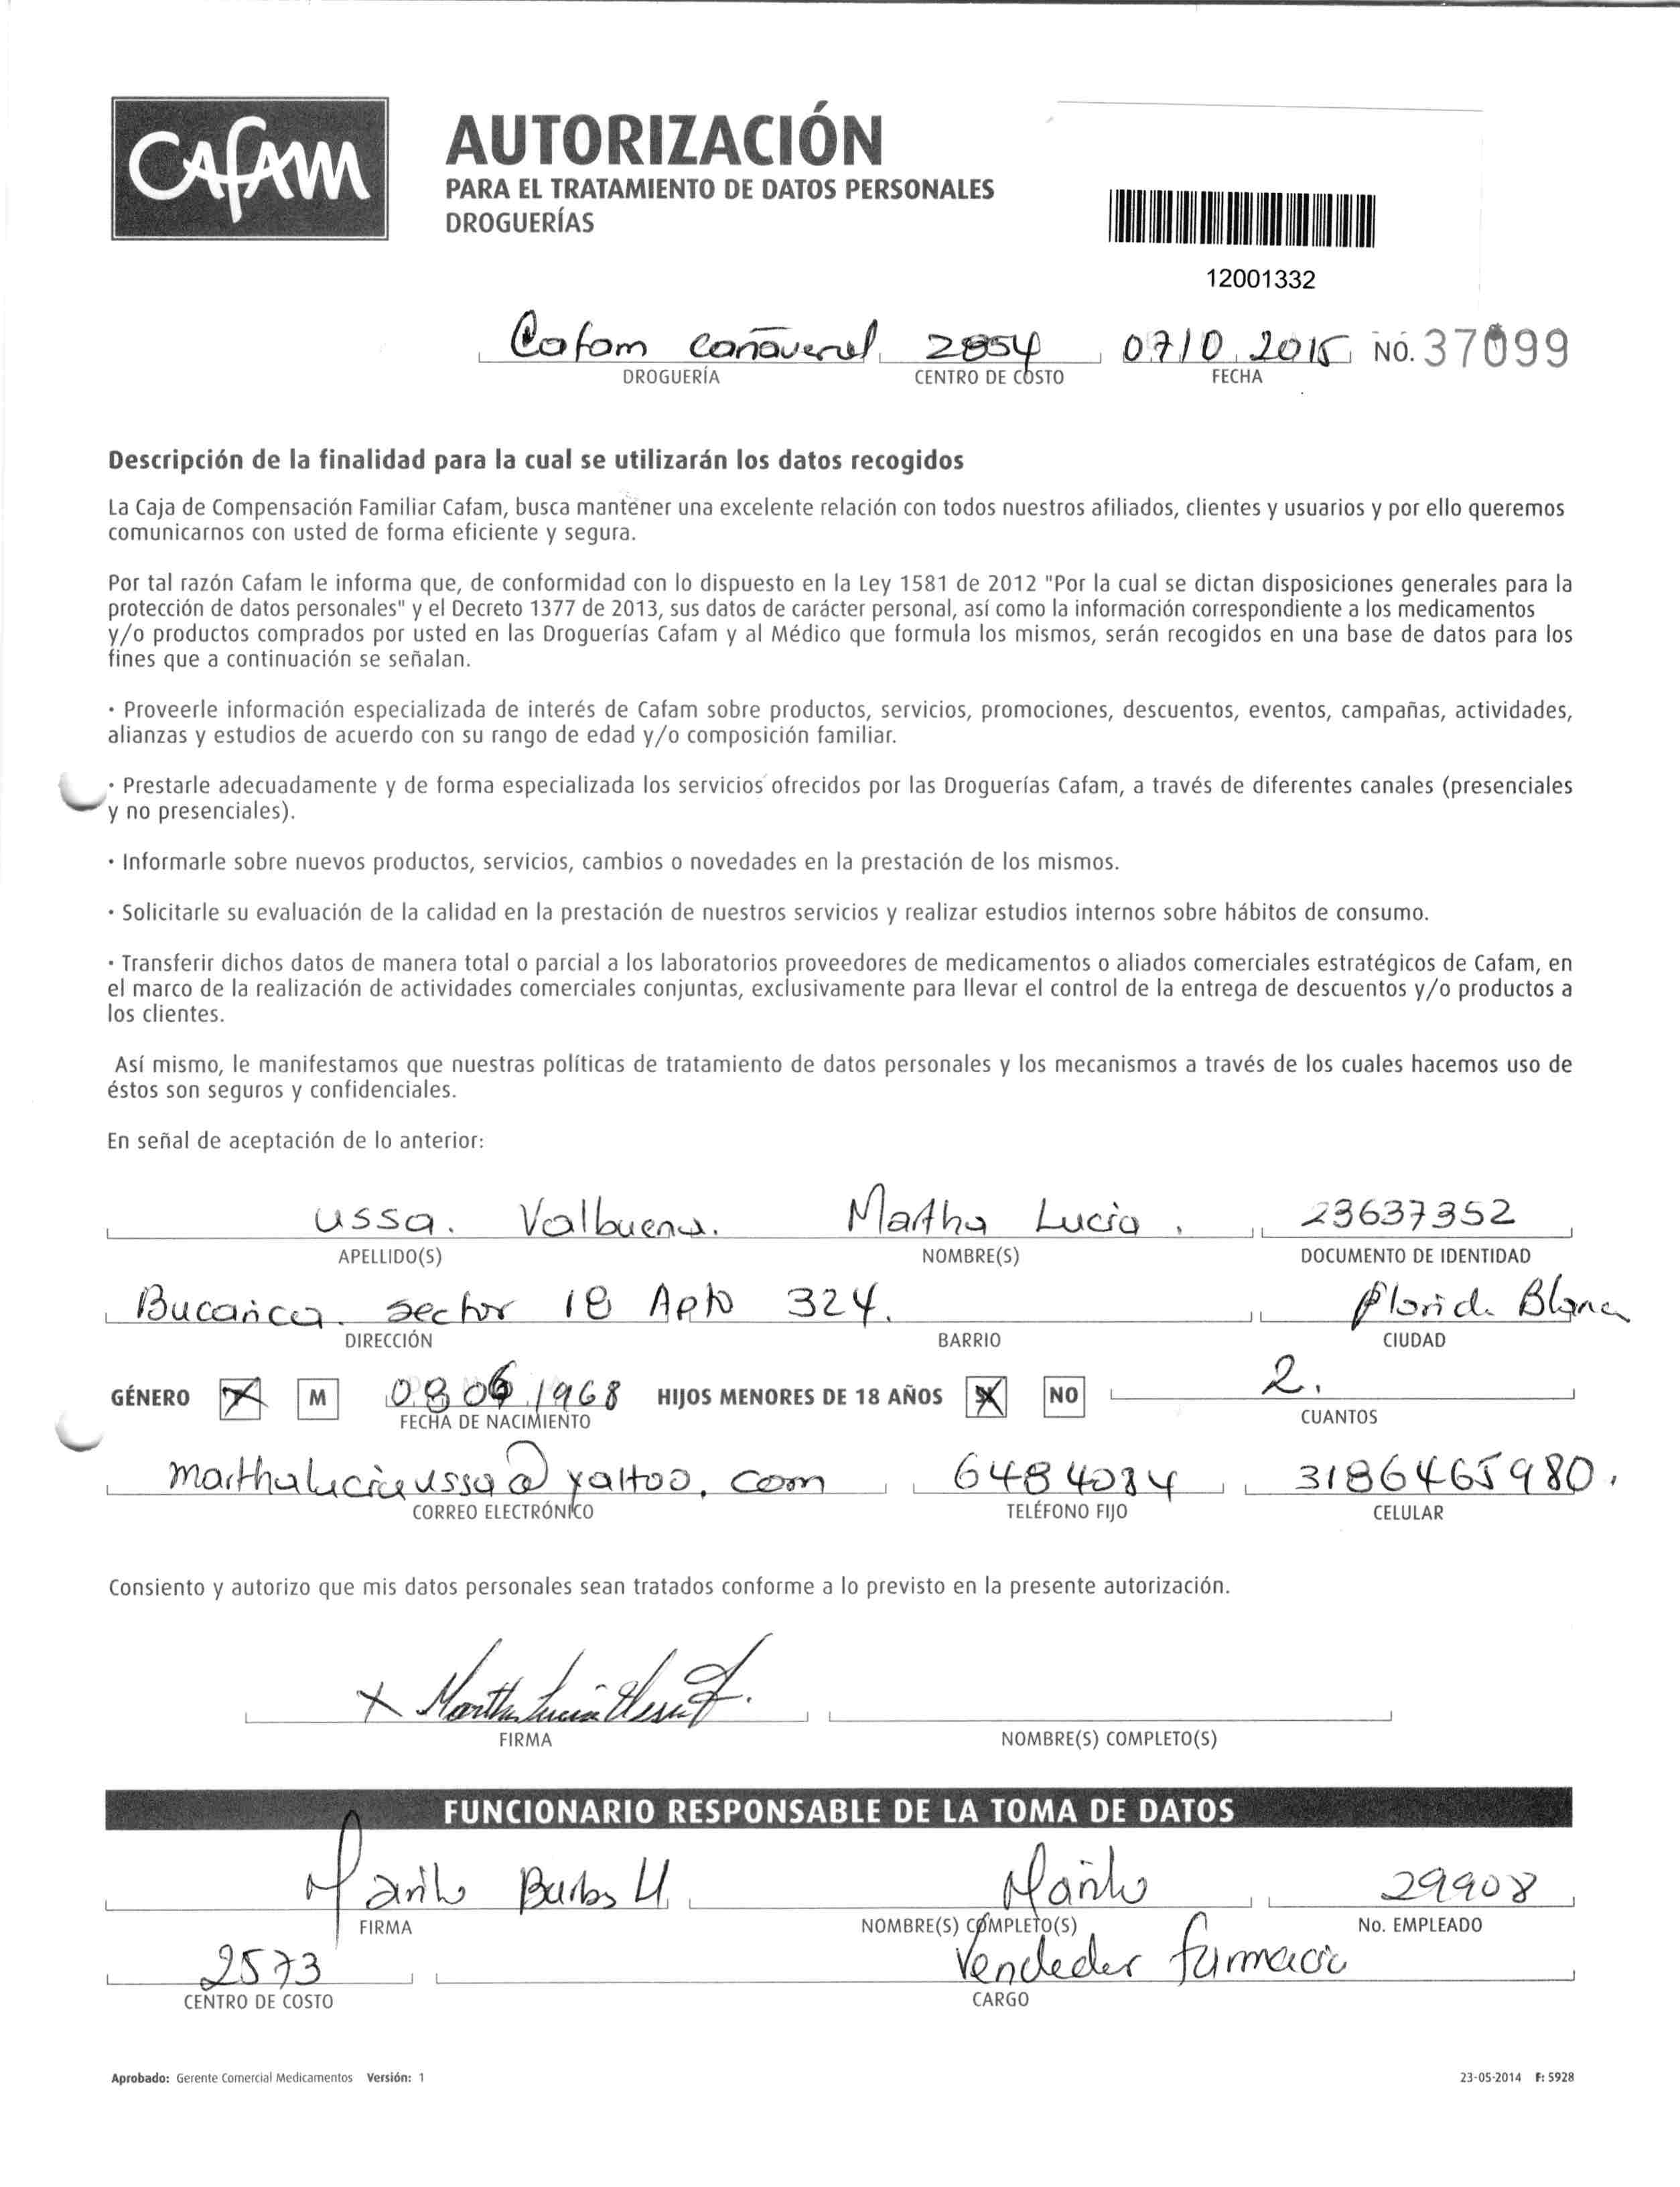 CAFAM
AUTORIZACIÓN
PARA EL TRATAMIENTO DE DATOS PERSONALES
DROGUERÍAS
12001332
Cafam Cañaveral 2854 07/10 2015 NO. 37099
DROGUERÍA CENTRO DE COSTO FECHA
Descripción de la finalidad para la cual se utilizarán los datos recogidos
La Caja de Compensación Familiar Cafam, busca mantener una excelente relación con todos nuestros afiliados, clientes y usuarios y por ello queremos
comunicarnos con usted de forma eficiente y segura.
Por tal razón Cafam le informa que, de conformidad con lo dispuesto en la Ley 1581 de 2012 "Por la cual se dictan disposiciones generales para la
protección de datos personales" y el Decreto 1377 de 2013, sus datos de carácter personal, así como la información correspondiente a los medicamentos
y/o productos comprados por usted en las Droguerías Cafam y al Médico que formula los mismos, serán recogidos en una base de datos para los
fines que a continuación se señalan.
· Proveerle información especializada de interés de Cafam sobre productos, servicios, promociones, descuentos, eventos, campañas, actividades,
alianzas y estudios de acuerdo con su rango de edad y/o composición familiar.
· Prestarle adecuadamente y de forma especializada los servicios ofrecidos por las Droguerías Cafam, a través de diferentes canales (presenciales
y no presenciales).
· Informarle sobre nuevos productos, servicios, cambios o novedades en la prestación de los mismos.
· Solicitarle su evaluación de la calidad en la prestación de nuestros servicios y realizar estudios internos sobre hábitos de consumo.
· Transferir dichos datos de manera total o parcial a los laboratorios proveedores de medicamentos o aliados comerciales estratégicos de Cafam, en
el marco de la realización de actividades comerciales conjuntas, exclusivamente para llevar el control de la entrega de descuentos y/o productos a
los clientes.
Así mismo, le manifestamos que nuestras políticas de tratamiento de datos personales y los mecanismos a través de los cuales hacemos uso de
éstos son seguros y confidenciales.
En señal de aceptación de lo anterior:
Ussa. Valbuena. Martha Lucia. 23637352
APELLIDO(S) NOMBRE(S) DOCUMENTO DE IDENTIDAD
Bucarica. sector 18 Apto 324. Florida Blanca
DIRECCIÓN BARRIO CIUDAD
GÉNERO M 08 06 1968 HIJOS MENORES DE 18 AÑOS NO 2.
FECHA DE NACIMIENTO CUANTOS
marthaluciaussa@yahoo.com 6484084 3186465980.
CORREO ELECTRÓNICO TELÉFONO FIJO CELULAR
Consiento y autorizo que mis datos personales sean tratados conforme a lo previsto en la presente autorización.
X Martha Lucia Ussa
FIRMA NOMBRE(S) COMPLETO(S)
FUNCIONARIO RESPONSABLE DE LA TOMA DE DATOS
29908
FIRMA NOMBRE(S) COMPLETO(S) No. EMPLEADO
2573 Vendedor farmacia
CENTRO DE COSTO CARGO
Aprobado: Gerente Comercial Medicamentos Versión: 1 23-05-2014 F: 5928